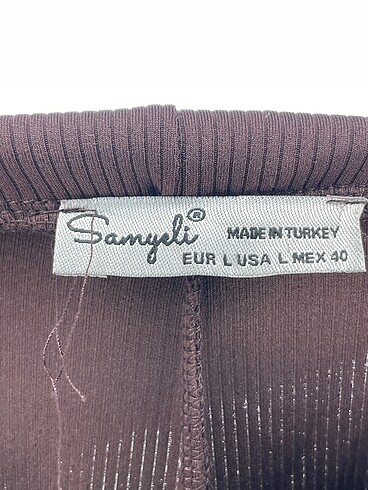 Samyeli® MADE IN TURKEY
EUR L USA L MEX 40